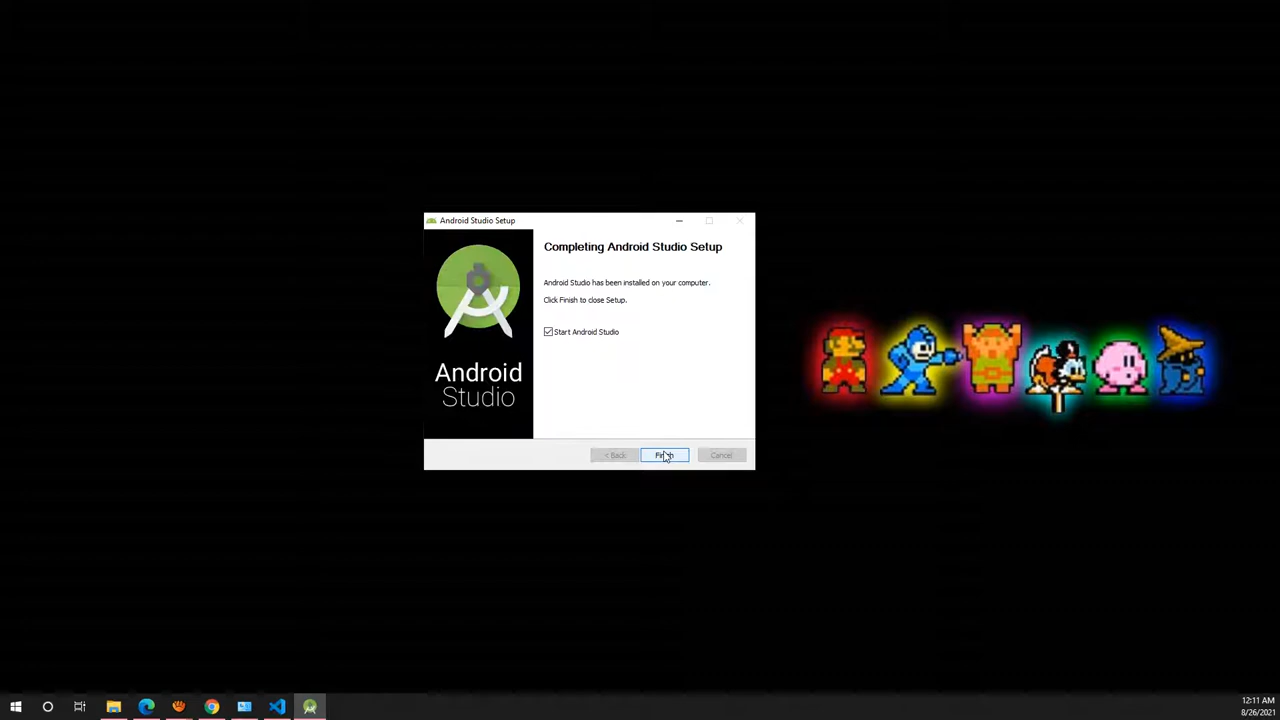 Android Studio Setup
Completing Android Studio Setup
Android Studio has been installed on your computer.
Click Finish to close Setup.
Start Android Studio
Android
Studio
< Back
Finish
Cancel
12:11 AM
8/26/2021